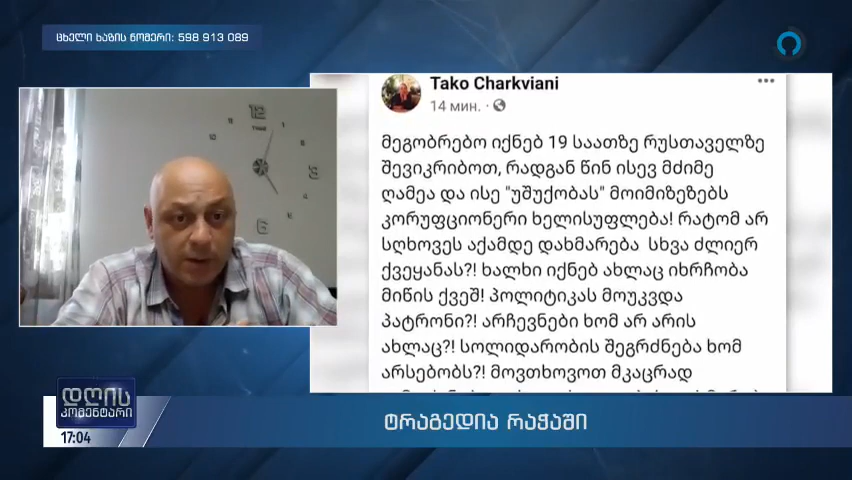 ცხელი ხაზის ნომერი: 598 913 089
Tako Charkviani
14 мин.
მეგობრებო იქნებ 19 საათზე რუსთაველზე
შევიკრიბოთ, რადგან წინ ისევ მძიმე
ღამეა და ისე "უშუქობას" მოიმიზეზებს
კორუფციონერი ხელისუფლება! რატომ არ
სღხოვეს აქამდე დახმარება სხვა ძლიერ
ქვეყანას?! ხალხი იქნებ ახლაც იხრჩობა
მიწის ქვეშ! პოლიტიკას მოუკვდა
პატრონი?! არჩევნები ხომ არ არის
ახლაც?! სოლიდარობის შეგრძნება ხომ
არსებობს?! მოვთხოვოთ მკაცრად
დღის
კომენტარი
17:04
ტრაგედია რაჭაში